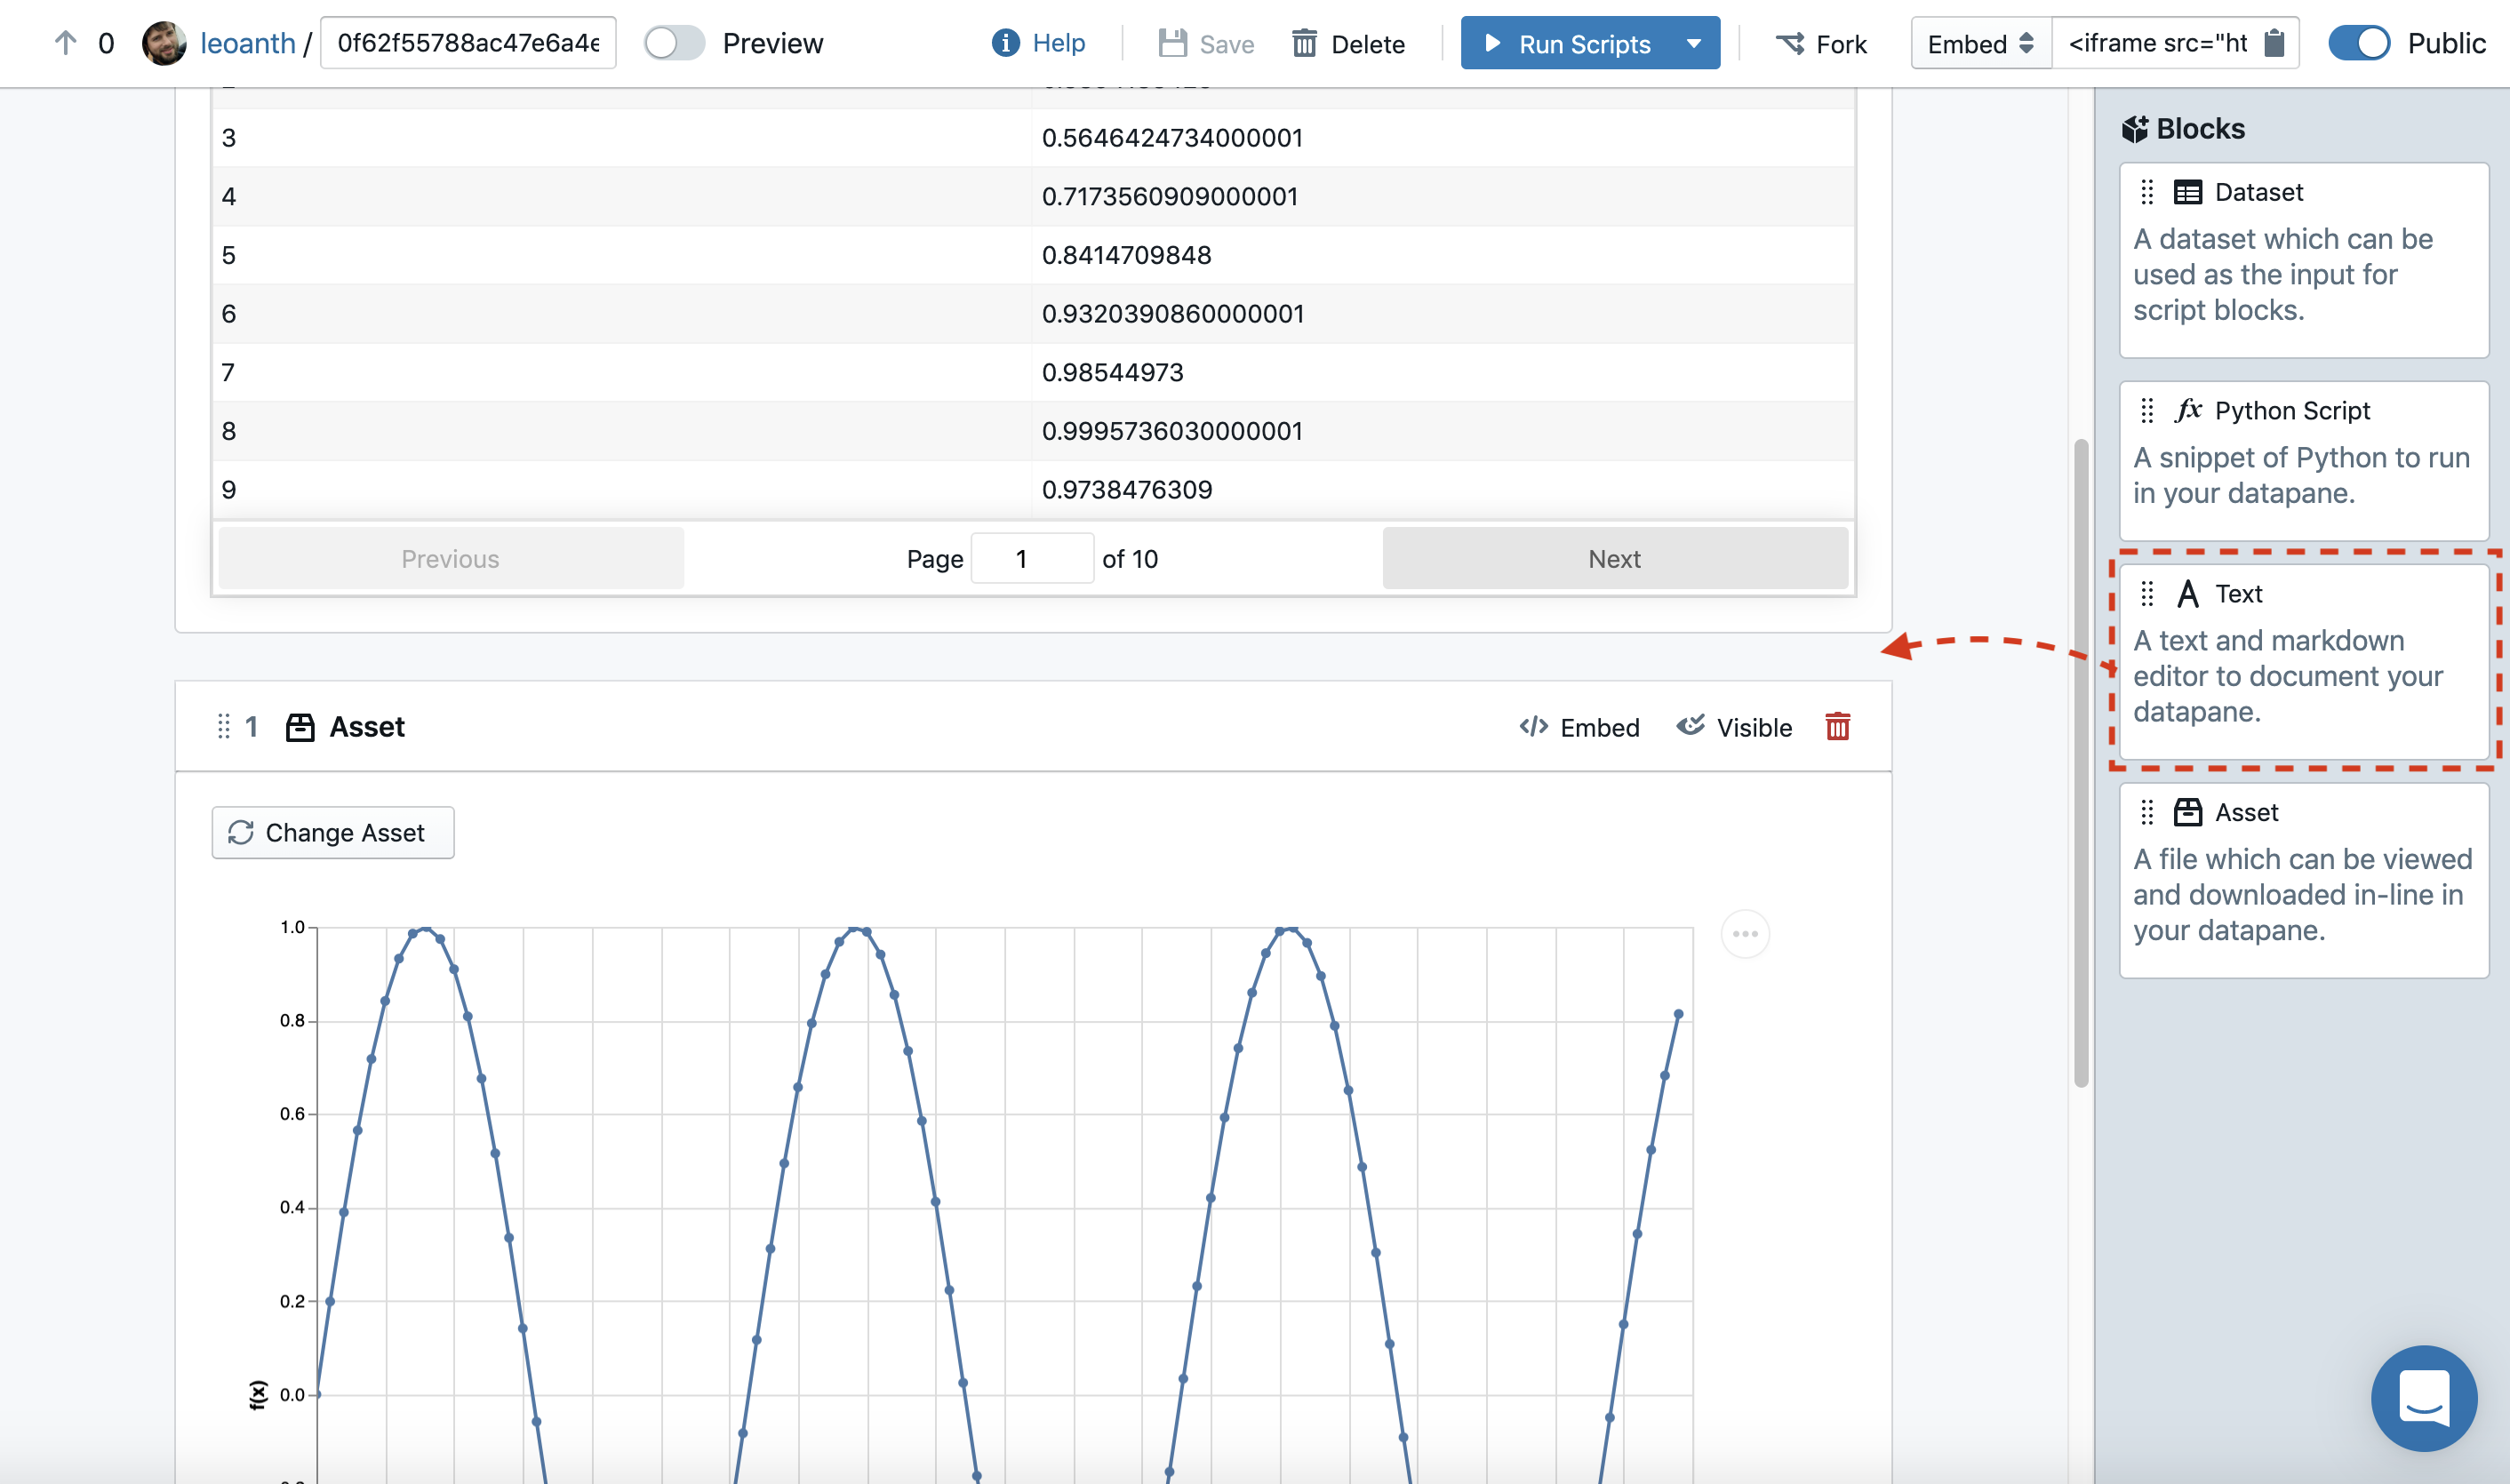 0 leoanth / 0f62f55788ac47e6a4e Preview Help Save Delete Run Scripts Fork Embed <iframe src="ht Public
3 0.5646424734000001
4 0.7173560909000001
5 0.8414709848
6 0.9320390860000001
7 0.98544973
8 0.9995736030000001
9 0.9738476309
Previous Page 1 of 10 Next
1 Asset Embed Visible
Change Asset
1.0
0.8
0.6
0.4
0.2
0.0
f(x)
Blocks
Dataset
A dataset which can be
used as the input for
script blocks.
fx Python Script
A snippet of Python to run
in your datapane.
A Text
A text and markdown
editor to document your
datapane.
Asset
A file which can be viewed
and downloaded in-line in
your datapane.